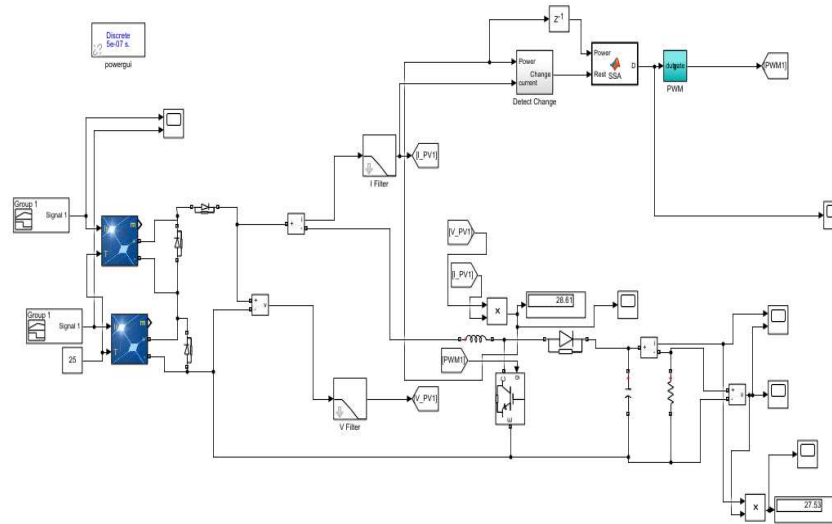 Discrete
5e-07 s.
powergui
Z⁻¹
Power
current
Change
Detect Change
Power
Rest
D
SSA
PWM
[PWM1]
I Filter
[I_PV1]
Group 1
Signal 1
m
T
+
-
i
[V_PV1]
[I_PV1]
×
28.61
Group 1
Signal 1
m
T
25
+
-
v
[PWM1]
g
C
E
V Filter
[V_PV1]
+
-
i
+
-
v
×
27.53